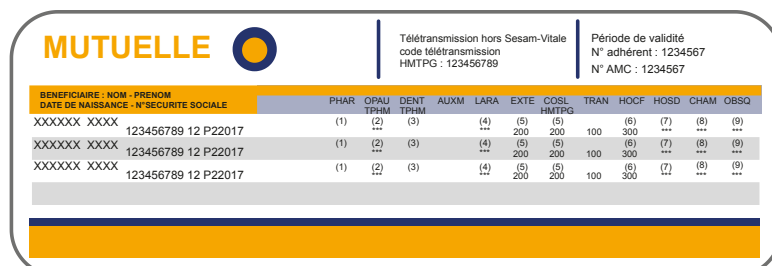 MUTUELLE
Télétransmission hors Sesam-Vitale
code télétransmission
HMTPG : 123456789
Période de validité
N° adhérent : 1234567
N° AMC : 1234567
BENEFICIAIRE : NOM - PRENOM
DATE DE NAISSANCE - N°SECURITE SOCIALE
PHAR OPAU DENT AUXM LARA EXTE COSL TRAN HOCF HOSD CHAM OBSQ
TPHM TPHM HMTPG
XXXXXX XXXX (1) (2) (3) (4) (5) (5) (6) (7) (8) (9)
123456789 12 P22017 *** *** 200 200 100 300 *** *** ***
XXXXXX XXXX (1) (2) (3) (4) (5) (5) (6) (7) (8) (9)
123456789 12 P22017 *** *** 200 200 100 300 *** *** ***
XXXXXX XXXX (1) (2) (3) (4) (5) (5) (6) (7) (8) (9)
123456789 12 P22017 *** *** 200 200 100 300 *** *** ***